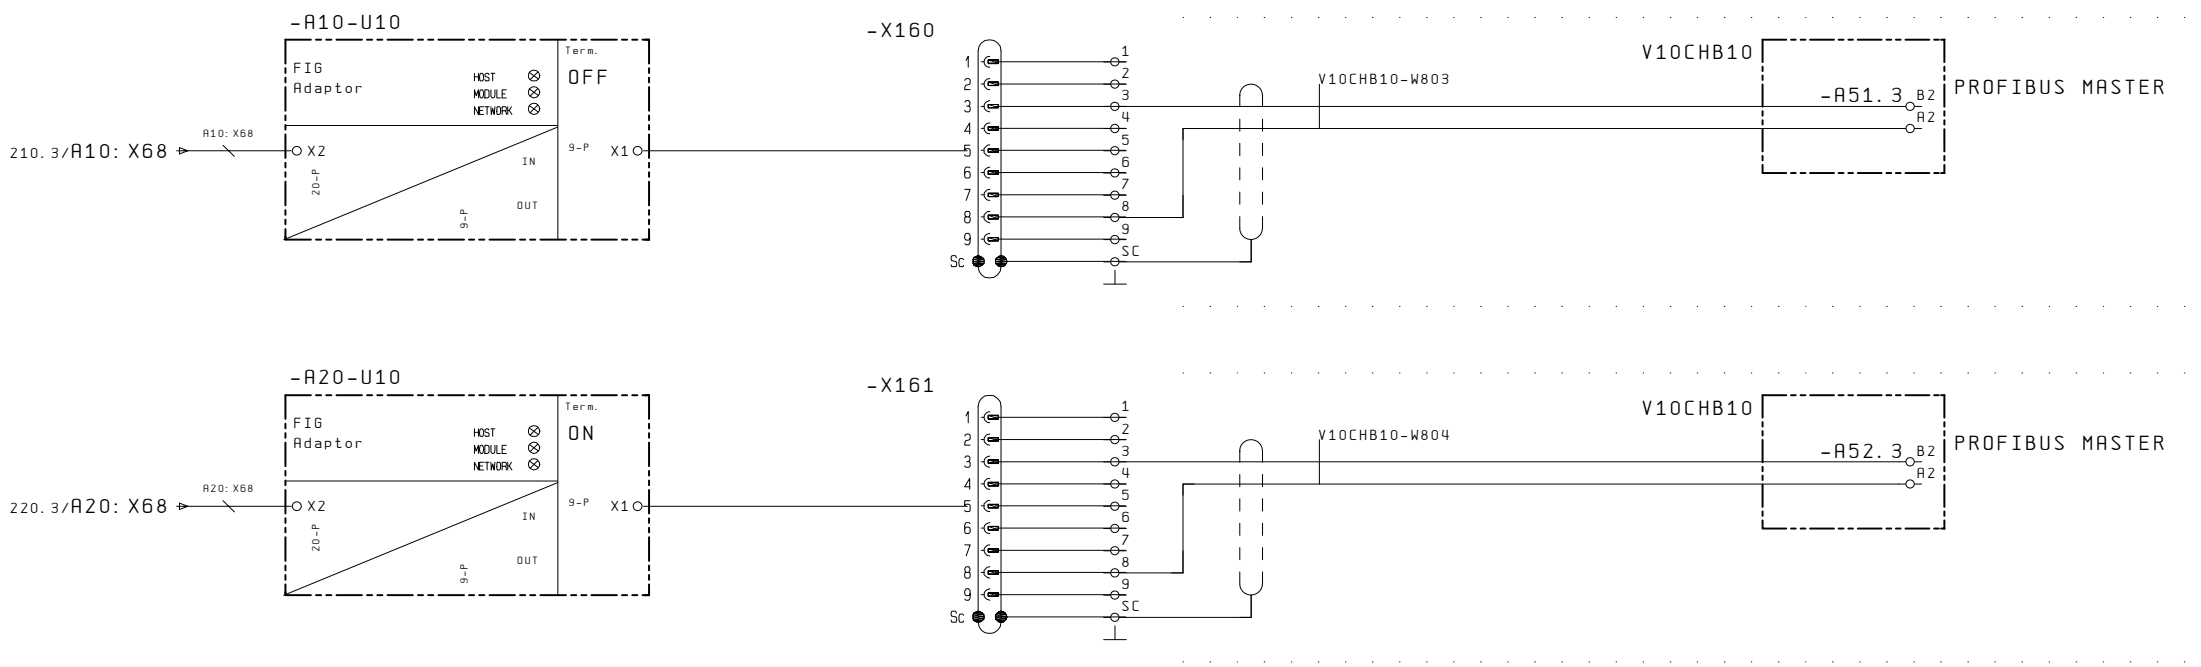 -A10-U10
FIG
Adaptor
HOST
MODULE
NETWORK
Term.
OFF
210.3/A10:X68
A10:X68
X2
20-P
IN
OUT
9-P
9-P
X1
-X160
1
2
3
4
5
6
7
8
9
Sc
1
2
3
4
5
6
7
8
9
SC
V10CHB10-W803
V10CHB10
-A51.3
B2
A2
PROFIBUS MASTER
-A20-U10
FIG
Adaptor
HOST
MODULE
NETWORK
Term.
ON
220.3/A20:X68
A20:X68
X2
20-P
IN
OUT
9-P
9-P
X1
-X161
1
2
3
4
5
6
7
8
9
Sc
1
2
3
4
5
6
7
8
9
SC
V10CHB10-W804
V10CHB10
-A52.3
B2
A2
PROFIBUS MASTER